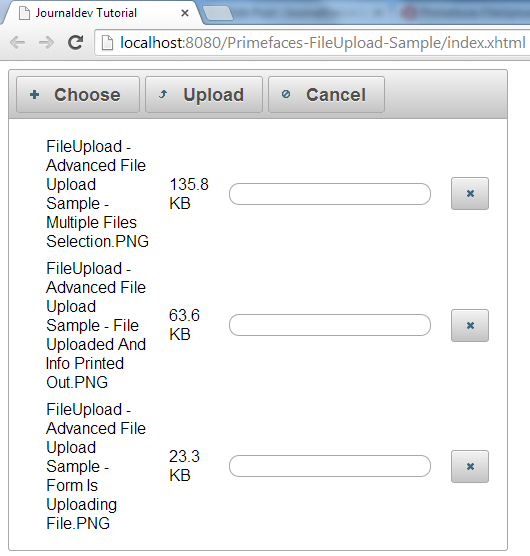 Journaldev Tutorial
localhost:8080/Primefaces-FileUpload-Sample/index.xhtml
Choose Upload Cancel
FileUpload -
Advanced File
Upload
Sample -
Multiple Files
Selection.PNG
135.8
KB
FileUpload -
Advanced File
Upload
Sample - File
Uploaded And
Info Printed
Out.PNG
63.6
KB
FileUpload -
Advanced File
Upload
Sample -
Form Is
Uploading
File.PNG
23.3
KB